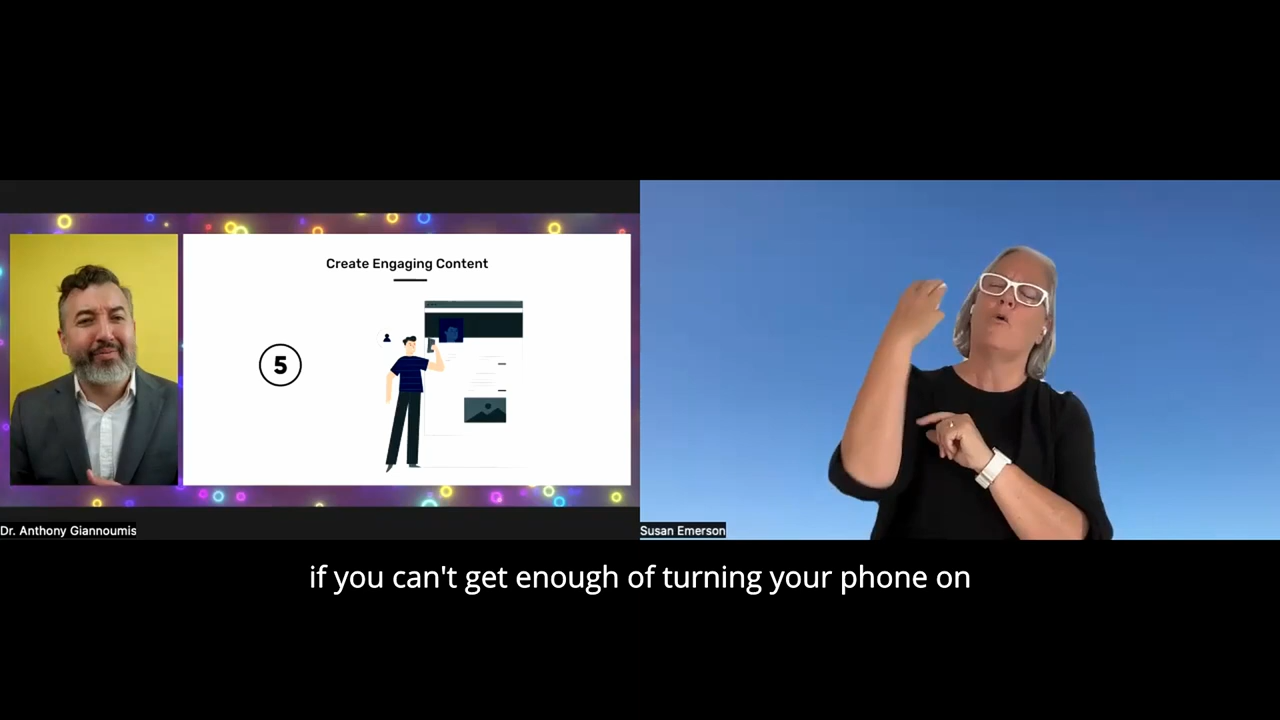 Create Engaging Content
5
Dr. Anthony Giannoumis
Susan Emerson
if you can't get enough of turning your phone on